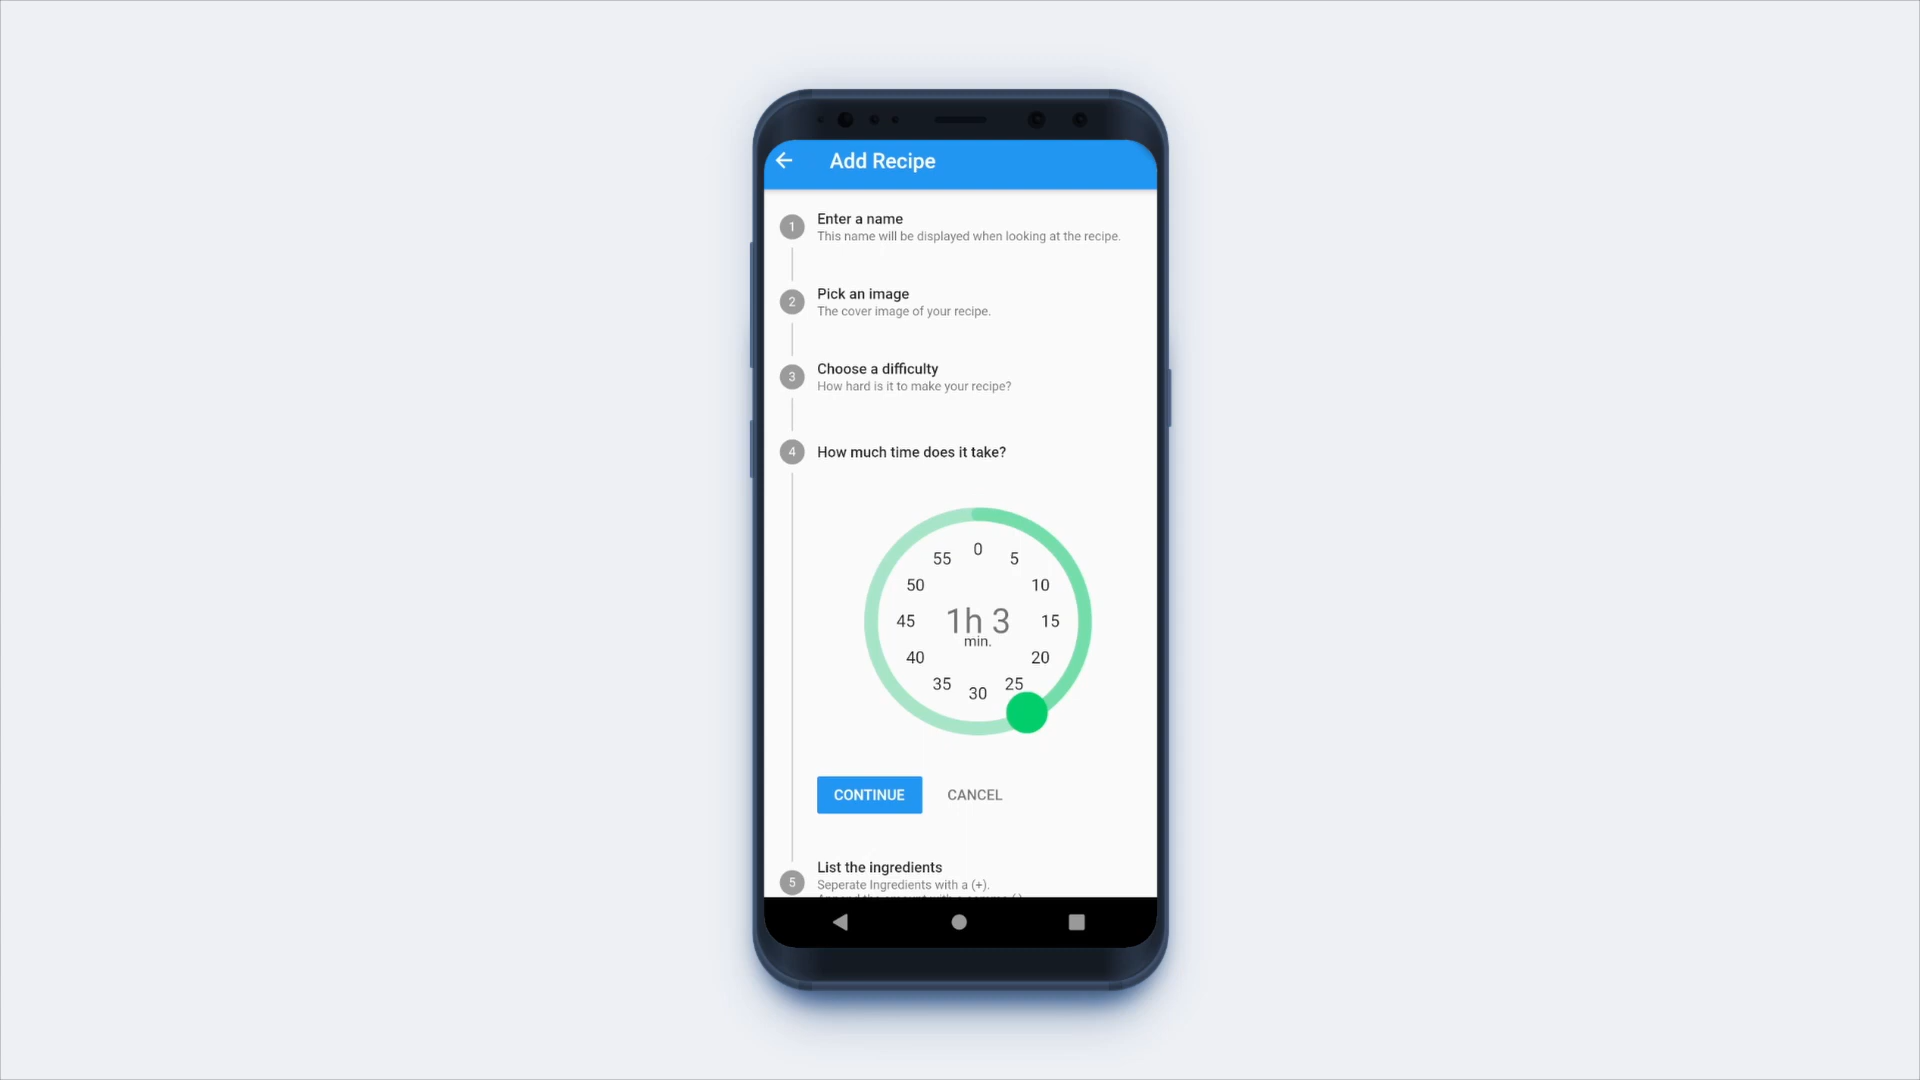 Add Recipe
1
Enter a name
This name will be displayed when looking at the recipe.
2
Pick an image
The cover image of your recipe.
3
Choose a difficulty
How hard is it to make your recipe?
4
How much time does it take?
0
55 5
50 10
45 1h 3 15
min.
40 20
35 25
30
CONTINUE CANCEL
5
List the ingredients
Seperate Ingredients with a (+).